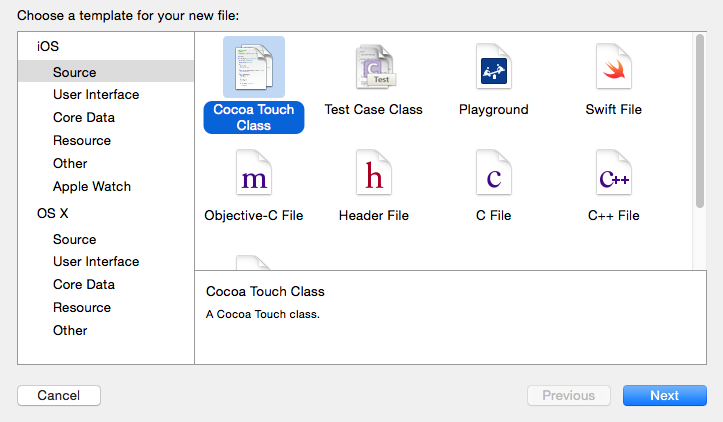 Choose a template for your new file:
iOS
Source
User Interface
Core Data
Resource
Other
Apple Watch
OS X
Source
User Interface
Core Data
Resource
Other
Cocoa Touch
Class
Test
Test Case Class
Playground
Swift File
m
Objective-C File
h
Header File
c
C File
C++
C++ File
Cocoa Touch Class
A Cocoa Touch class.
Cancel
Previous
Next